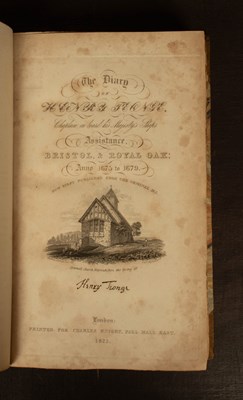 The Diary
OF
HENRY TEONGE,
Chaplain on board his Majesty's Ships
Assistance,
BRISTOL, & ROYAL OAK:
Anno 1675 to 1679.
Henry Teonge
London:
PRINTED FOR CHARLES KNIGHT, PALL MALL EAST.
1825.